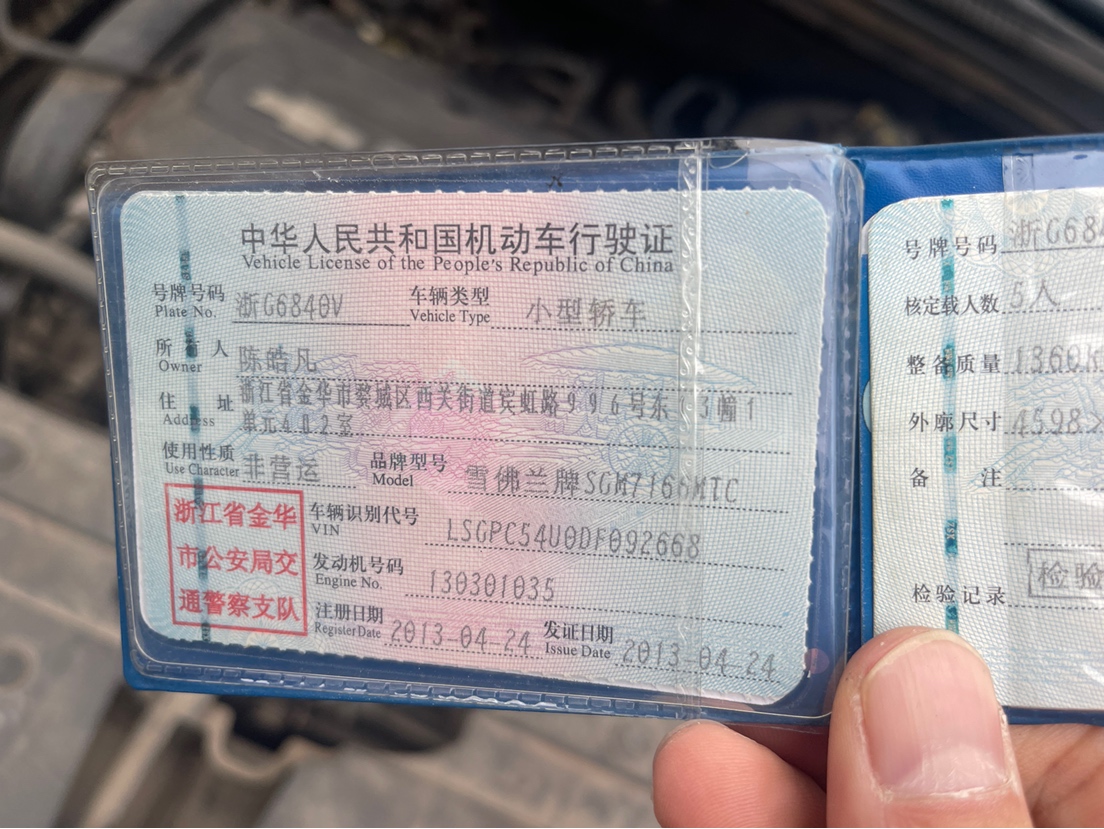 中华人民共和国机动车行驶证
Vehicle License of the People's Republic of China
号牌号码 Plate No. 浙G6840V 车辆类型 Vehicle Type 小型轿车
所有人 Owner 陈皓凡
住址 Address 浙江省金华市婺城区西关街道宾虹路996号东 3幢1
单元402室
使用性质 Use Character 非营运 品牌型号 Model 雪佛兰牌SGM7166MTC
浙江省金华
市公安局交
通警察支队
车辆识别代号 VIN LSGPC54U0DF092668
发动机号码 Engine No. 130301035
注册日期 Register Date 2013-04-24 发证日期 Issue Date 2013-04-24
号牌号码 浙G684
核定载人数 5人
整备质量 1360k
外廓尺寸 4598×
备注
检验记录
检验